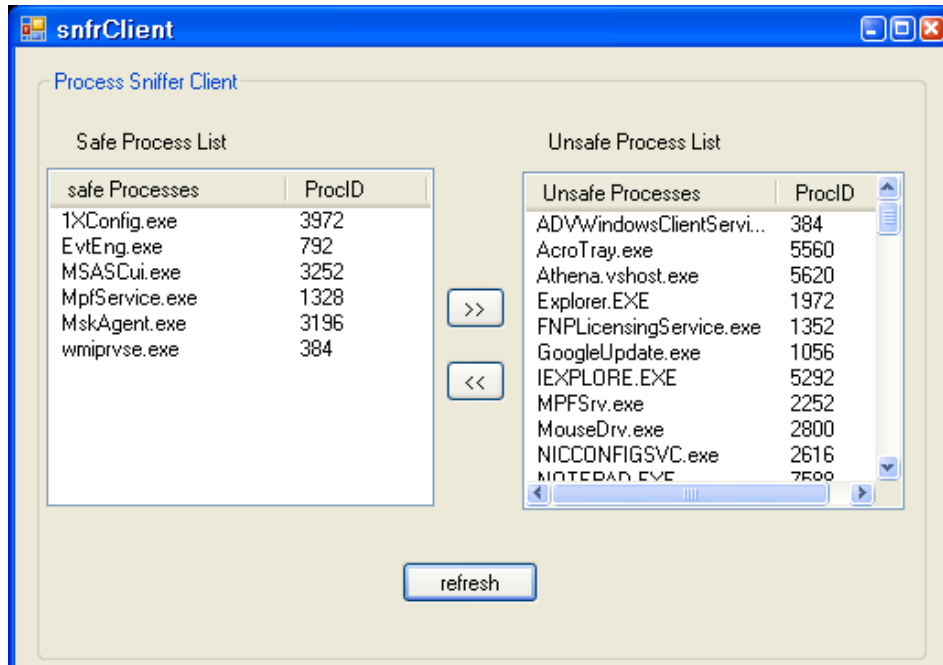 snfrClient
Process Sniffer Client
Safe Process List
safe Processes ProcID
1XConfig.exe 3972
EvtEng.exe 792
MSASCui.exe 3252
MpfService.exe 1328
MskAgent.exe 3196
wmiprvse.exe 384
>>
<<
Unsafe Process List
Unsafe Processes ProcID
ADVWindowsClientServi... 384
AcroTray.exe 5560
Athena.vshost.exe 5620
Explorer.EXE 1972
FNPLicensingService.exe 1352
GoogleUpdate.exe 1056
IEXPLORE.EXE 5292
MPFSrv.exe 2252
MouseDrv.exe 2800
NICCONFIGSVC.exe 2616
NOTEPAD.EXE
refresh